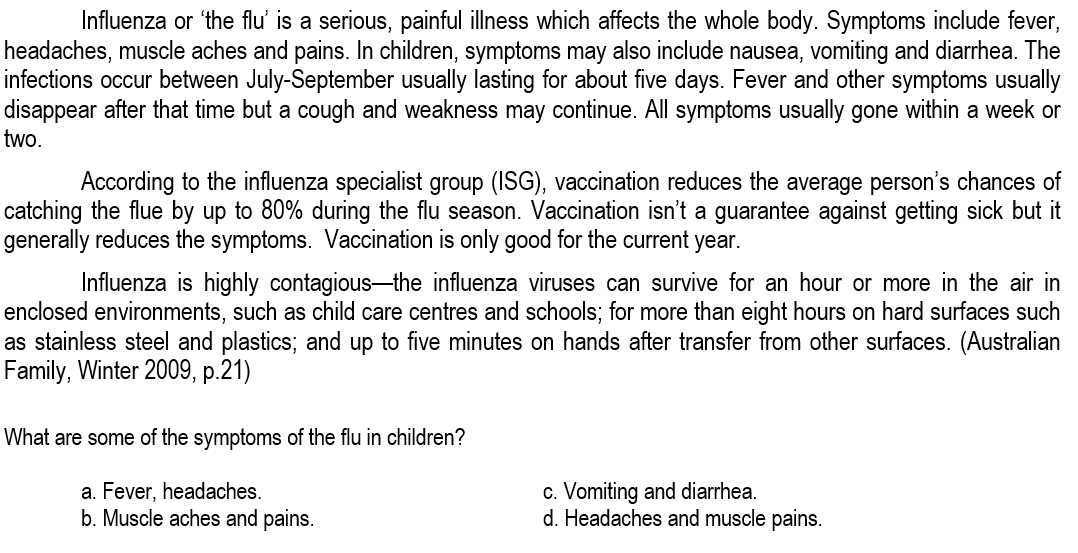 Influenza or ‘the flu’ is a serious, painful illness which affects the whole body. Symptoms include fever,
headaches, muscle aches and pains. In children, symptoms may also include nausea, vomiting and diarrhea. The
infections occur between July-September usually lasting for about five days. Fever and other symptoms usually
disappear after that time but a cough and weakness may continue. All symptoms usually gone within a week or
two.
According to the influenza specialist group (ISG), vaccination reduces the average person’s chances of
catching the flue by up to 80% during the flu season. Vaccination isn’t a guarantee against getting sick but it
generally reduces the symptoms.  Vaccination is only good for the current year.
Influenza is highly contagious—the influenza viruses can survive for an hour or more in the air in
enclosed environments, such as child care centres and schools; for more than eight hours on hard surfaces such
as stainless steel and plastics; and up to five minutes on hands after transfer from other surfaces. (Australian
Family, Winter 2009, p.21)
What are some of the symptoms of the flu in children?
a. Fever, headaches.
b. Muscle aches and pains.
c. Vomiting and diarrhea.
d. Headaches and muscle pains.